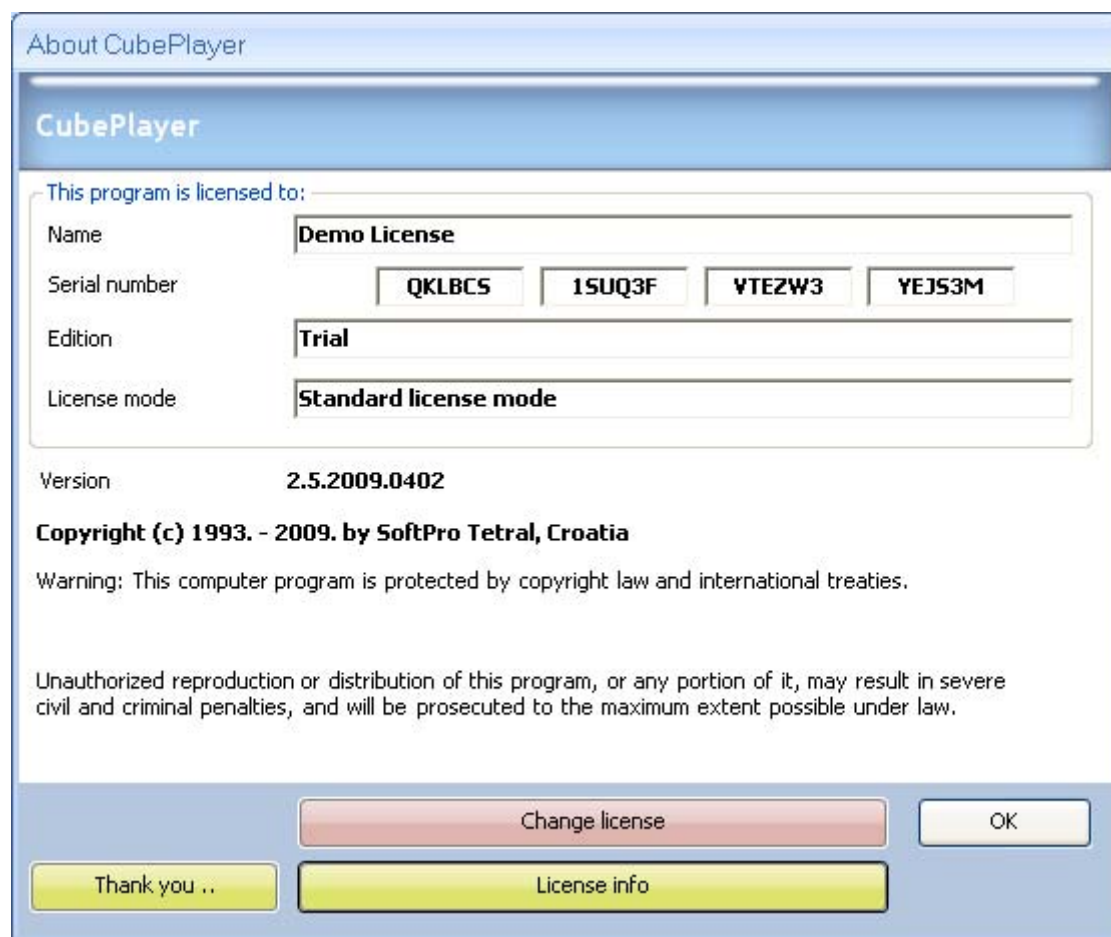 About CubePlayer
CubePlayer
This program is licensed to:
Name Demo License
Serial number QKLBCS 1SUQ3F VTEZW3 YEJS3M
Edition Trial
License mode Standard license mode
Version 2.5.2009.0402
Copyright (c) 1993. - 2009. by SoftPro Tetral, Croatia
Warning: This computer program is protected by copyright law and international treaties.
Unauthorized reproduction or distribution of this program, or any portion of it, may result in severe
civil and criminal penalties, and will be prosecuted to the maximum extent possible under law.
Change license OK
Thank you .. License info